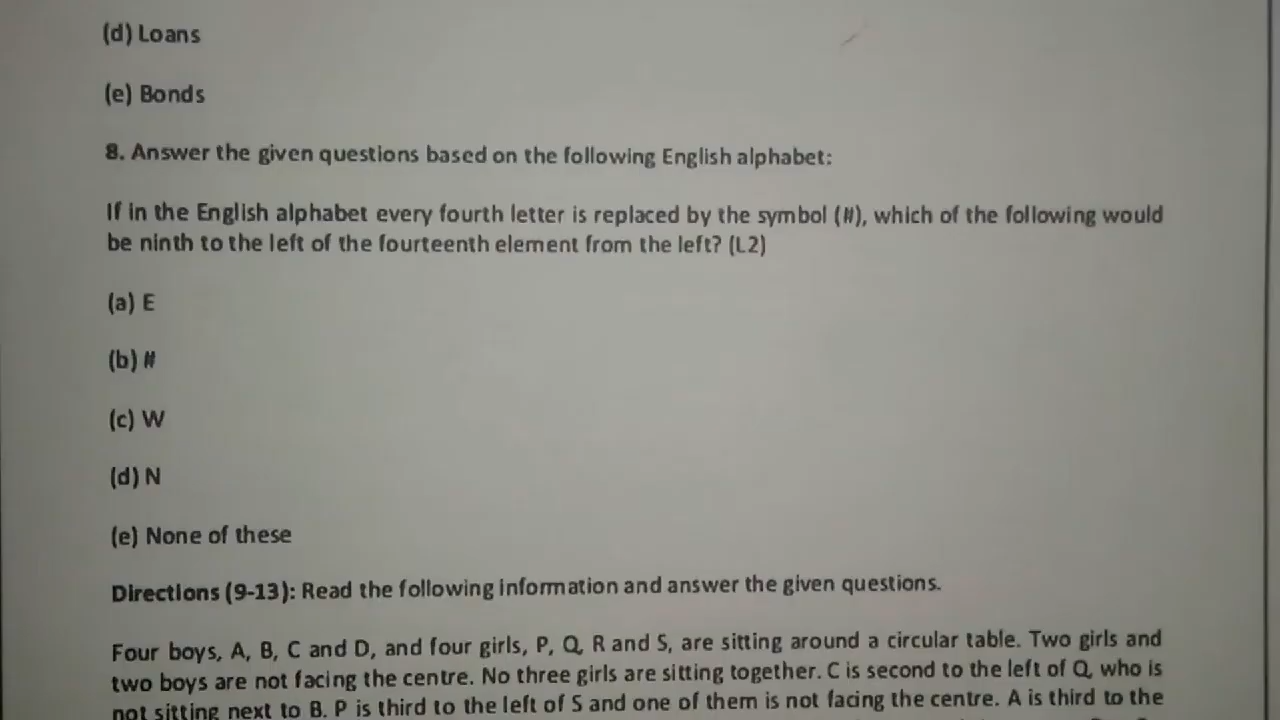 (d) Loans
(e) Bonds
8. Answer the given questions based on the following English alphabet:
If in the English alphabet every fourth letter is replaced by the symbol (#), which of the following would
be ninth to the left of the fourteenth element from the left? (L2)
(a) E
(b) #
(c) W
(d) N
(e) None of these
Directions (9-13): Read the following information and answer the given questions.
Four boys, A, B, C and D, and four girls, P, Q, R and S, are sitting around a circular table. Two girls and
two boys are not facing the centre. No three girls are sitting together. C is second to the left of Q, who is
not sitting next to B. P is third to the left of S and one of them is not facing the centre. A is third to the